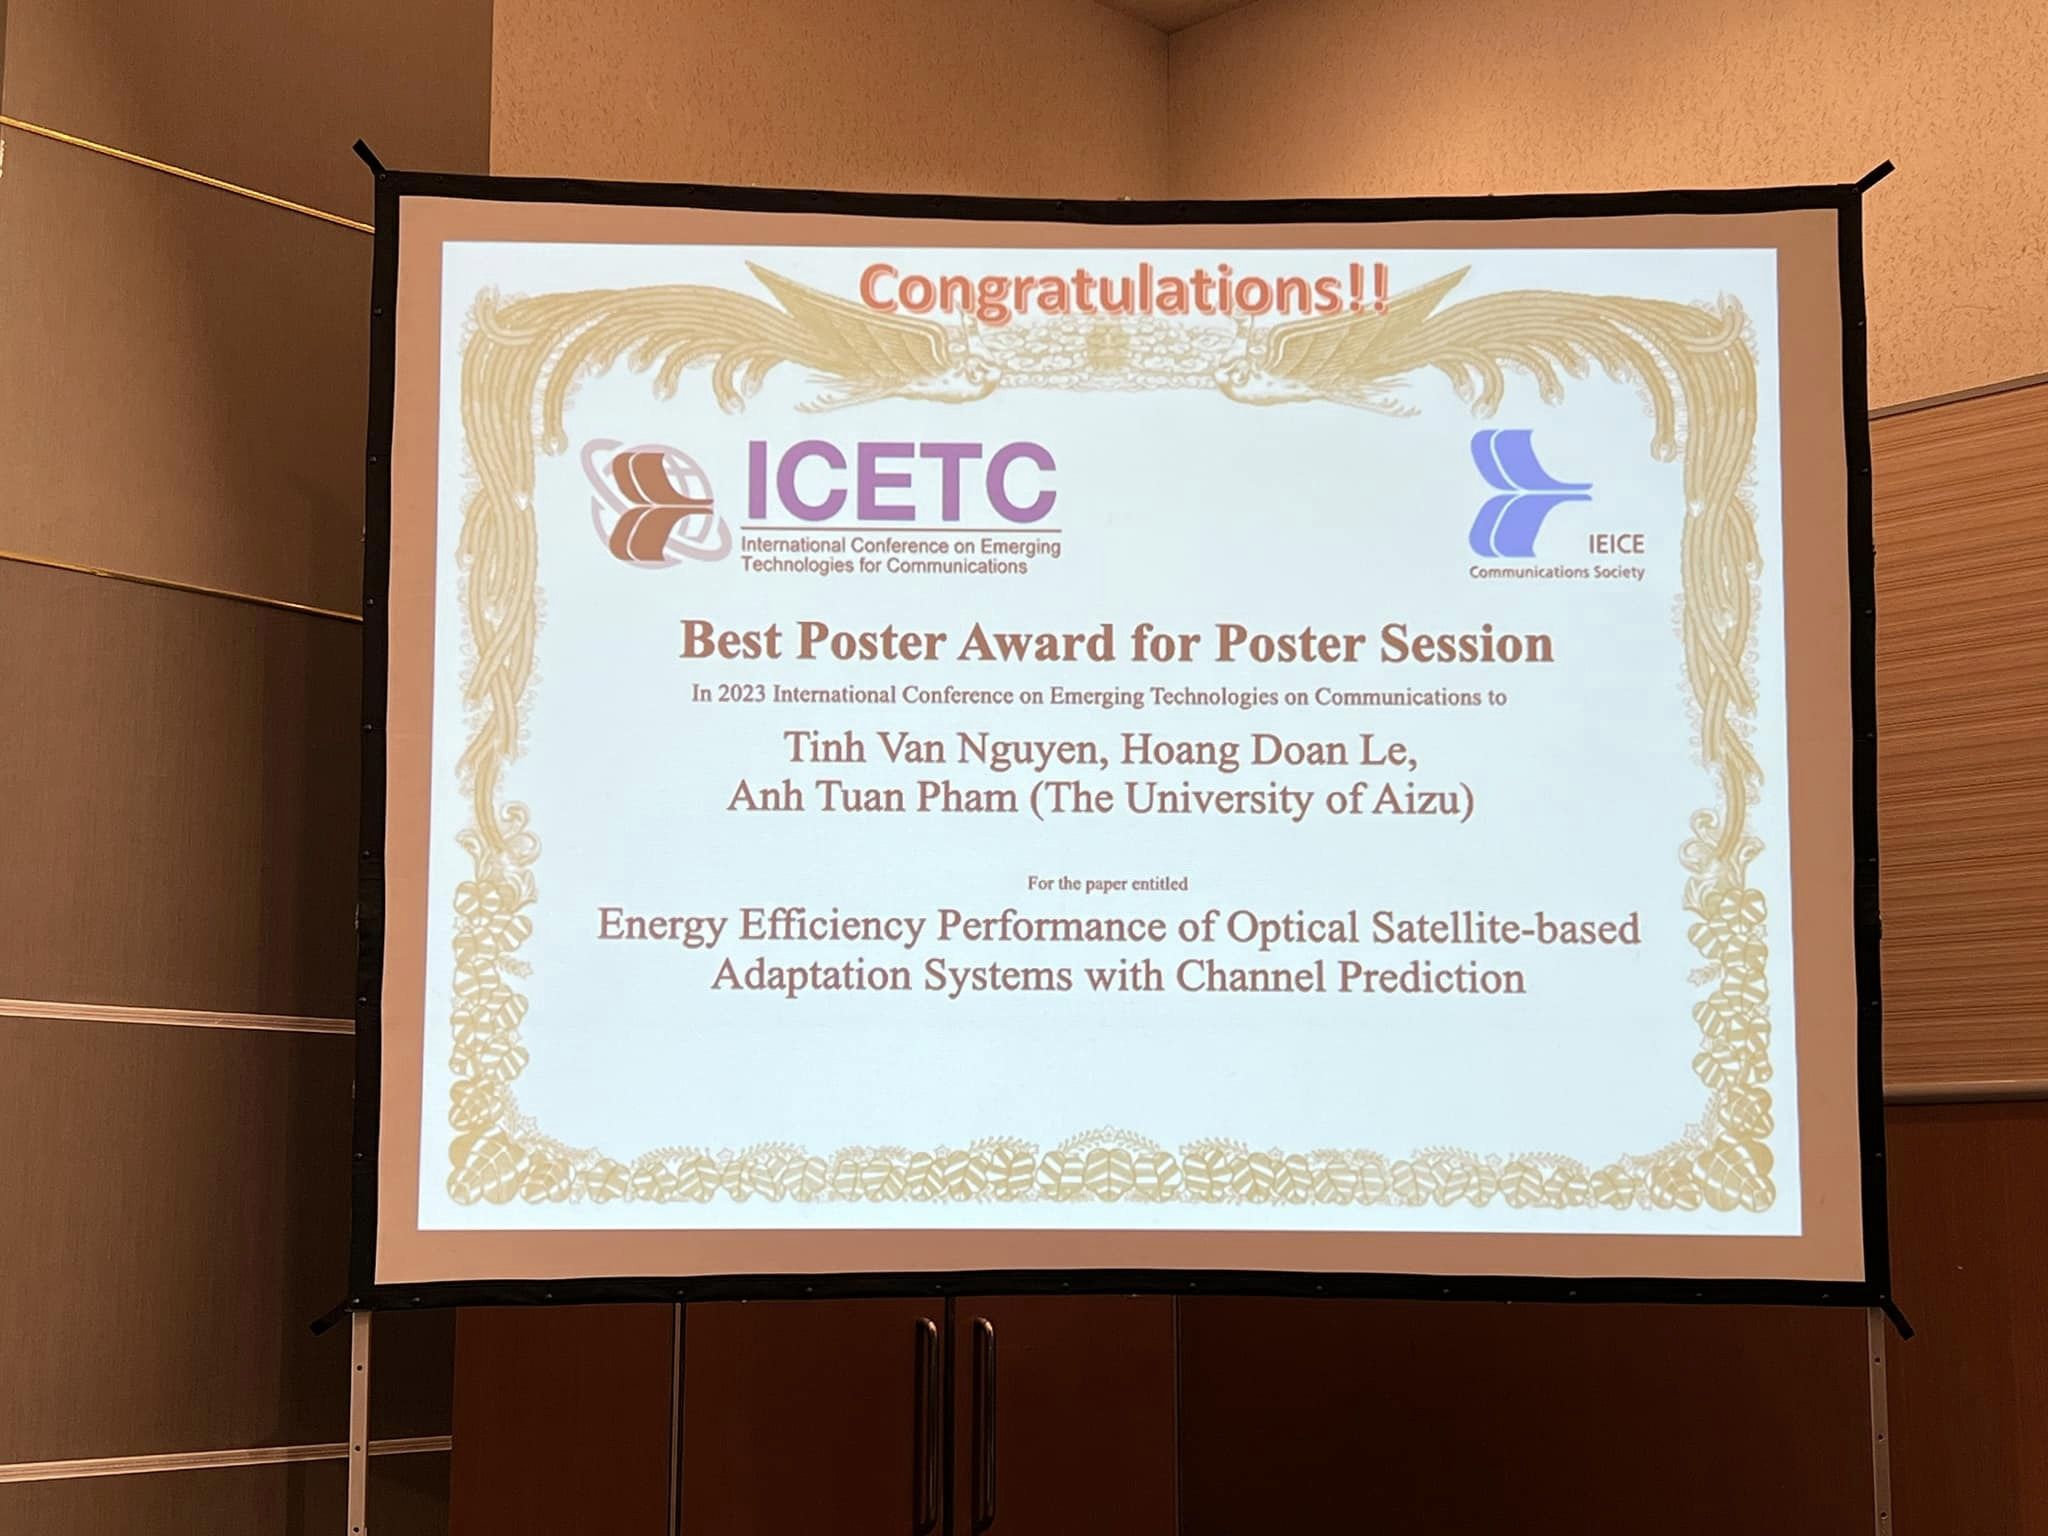 Congratulations!!
ICETC
International Conference on Emerging
Technologies for Communications
IEICE
Communications Society
Best Poster Award for Poster Session
In 2023 International Conference on Emerging Technologies on Communications to
Tinh Van Nguyen, Hoang Doan Le,
Anh Tuan Pham (The University of Aizu)
For the paper entitled
Energy Efficiency Performance of Optical Satellite-based
Adaptation Systems with Channel Prediction